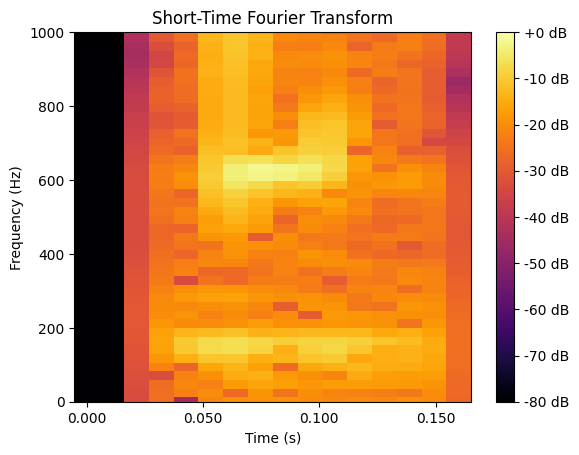 Short-Time Fourier Transform
1000
800
600
400
200
0
Frequency (Hz)
0.000
0.050
0.100
0.150
Time (s)
+0 dB
-10 dB
-20 dB
-30 dB
-40 dB
-50 dB
-60 dB
-70 dB
-80 dB